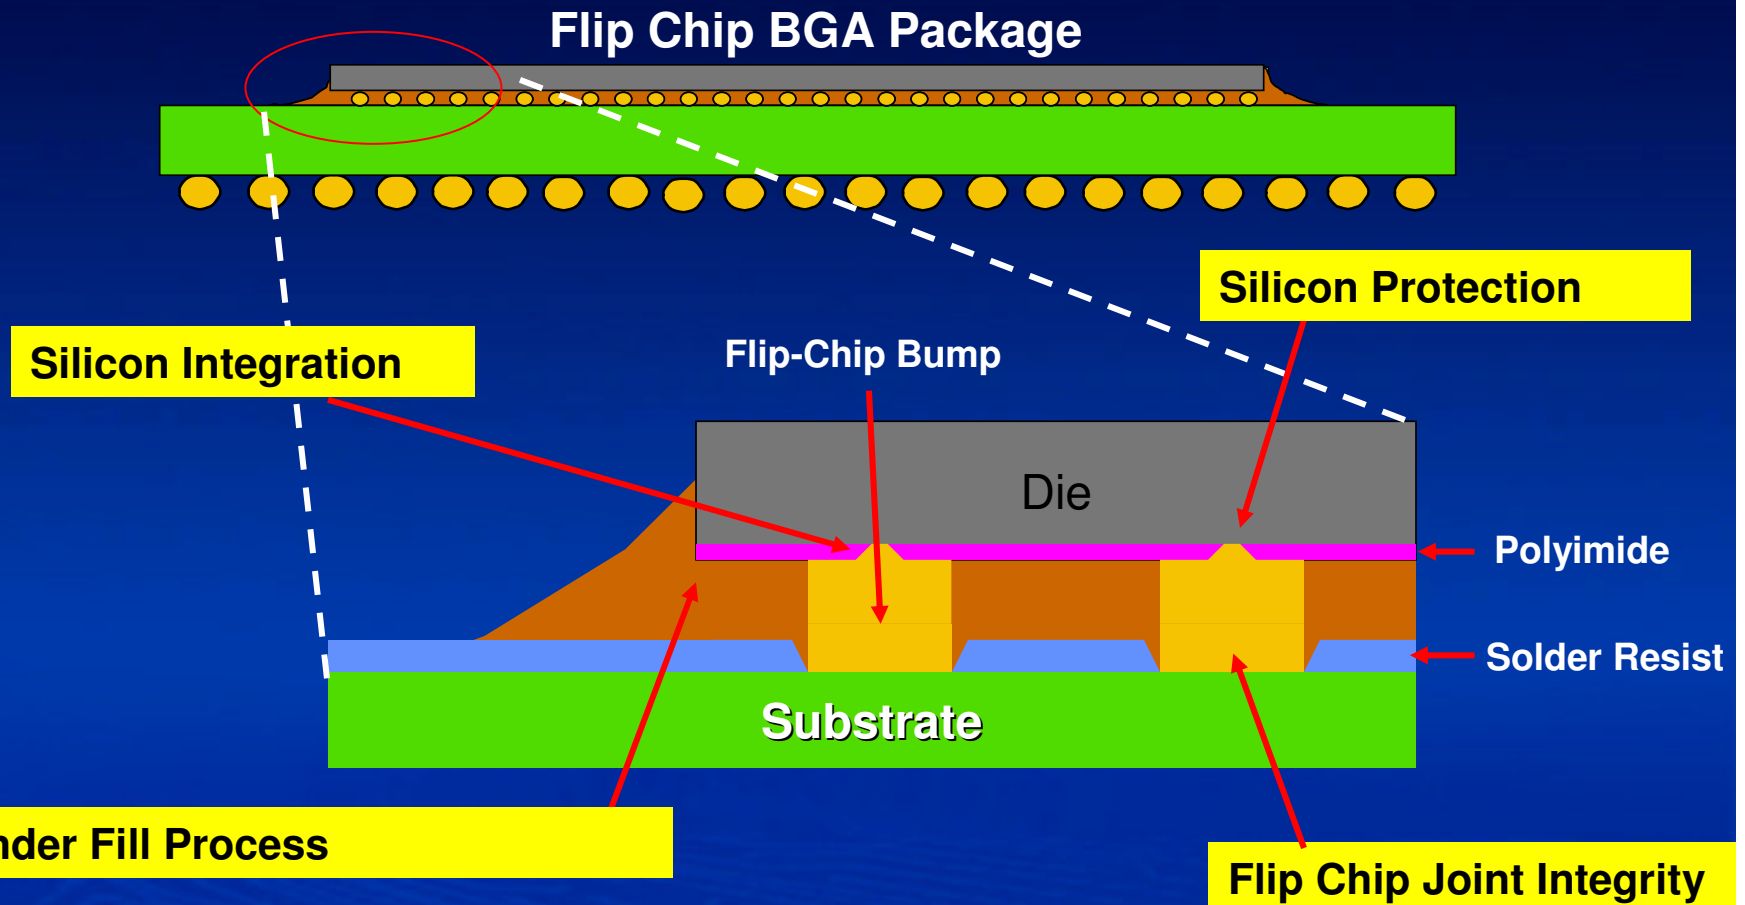 Flip Chip BGA Package
Silicon Protection
Silicon Integration
Flip-Chip Bump
Die
Polyimide
Solder Resist
Substrate
nder Fill Process
Flip Chip Joint Integrity